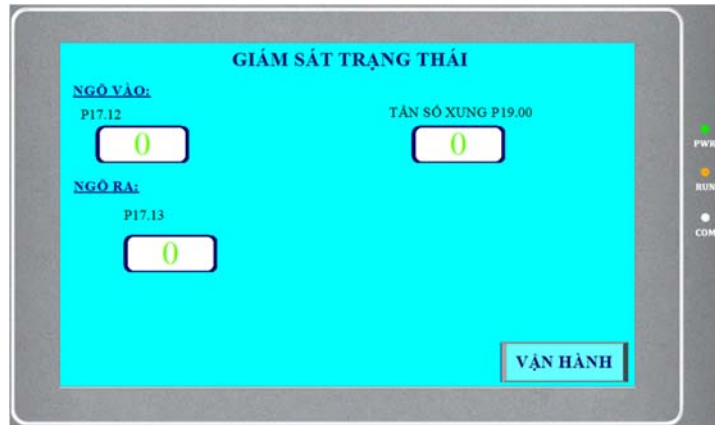 GIÁM SÁT TRẠNG THÁI
NGÕ VÀO:
P17.12
TẦN SỐ XUNG P19.00
0
0
NGÕ RA:
P17.13
0
VẬN HÀNH
PWR
RUN
COM